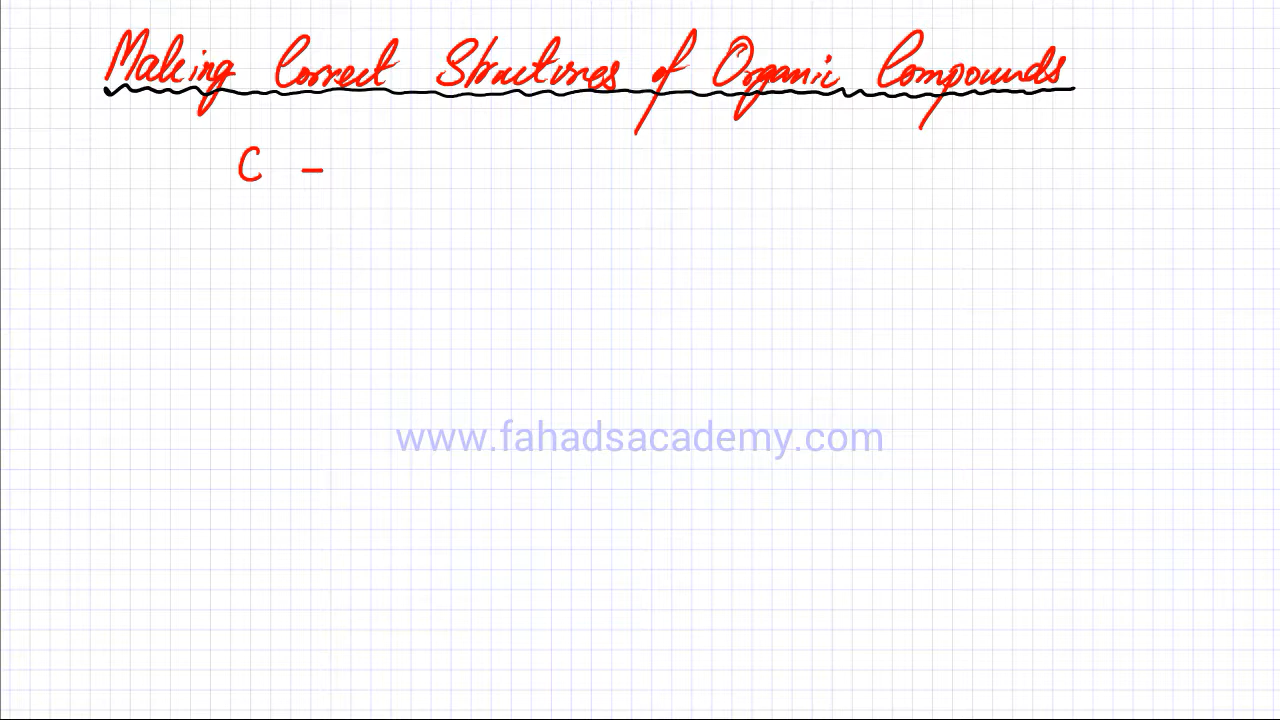 Making Correct Structures of Organic Compounds
C –
www.fahadsacademy.com